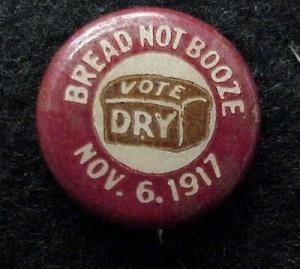 BREAD NOT BOOZE
VOTE
DRY
NOV. 6. 1917